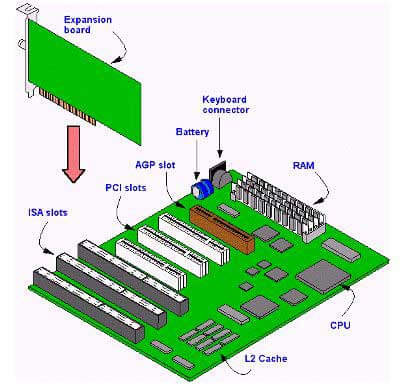 Expansion
board
Keyboard
connector
Battery
AGP slot
RAM
PCI slots
ISA slots
CPU
L2 Cache